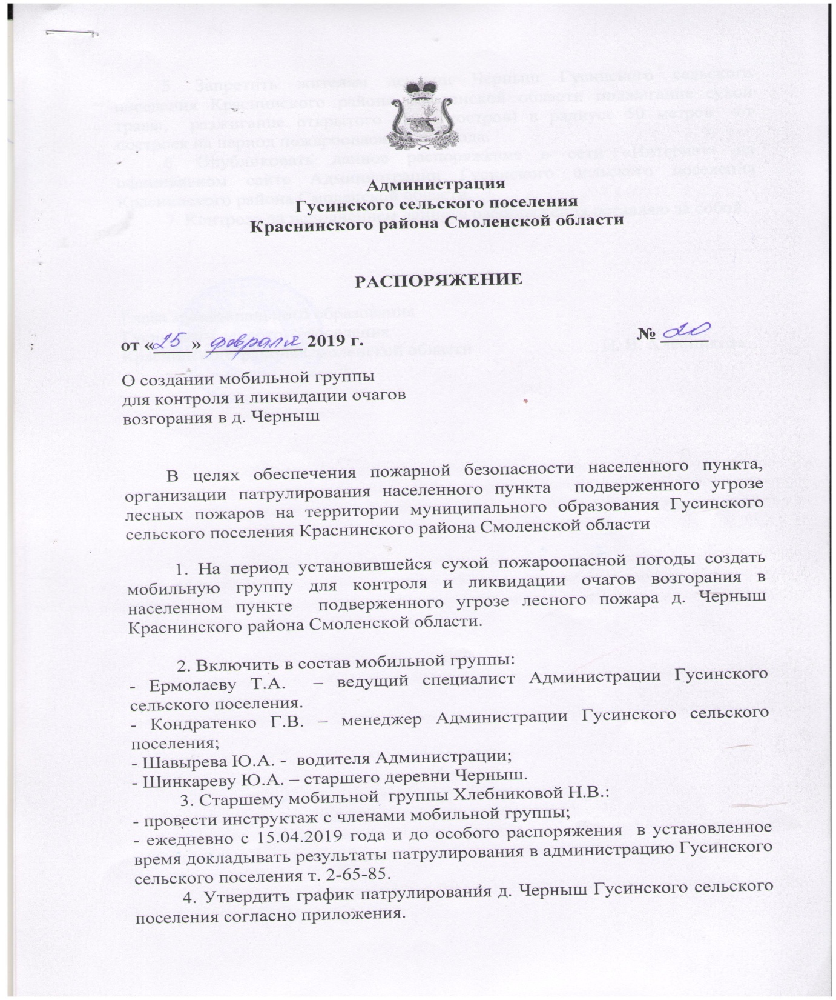 Администрация
Гусинского сельского поселения
Краснинского района Смоленской области
РАСПОРЯЖЕНИЕ
от «25» февраля 2019 г. № 20
О создании мобильной группы
для контроля и ликвидации очагов
возгорания в д. Черныш
В целях обеспечения пожарной безопасности населенного пункта,
организации патрулирования населенного пункта подверженного угрозе
лесных пожаров на территории муниципального образования Гусинского
сельского поселения Краснинского района Смоленской области
1. На период установившейся сухой пожароопасной погоды создать
мобильную группу для контроля и ликвидации очагов возгорания в
населенном пункте подверженного угрозе лесного пожара д. Черныш
Краснинского района Смоленской области.
2. Включить в состав мобильной группы:
- Ермолаеву Т.А. – ведущий специалист Администрации Гусинского
сельского поселения.
- Кондратенко Г.В. – менеджер Администрации Гусинского сельского
поселения;
- Шавырева Ю.А. - водителя Администрации;
- Шинкареву Ю.А. – старшего деревни Черныш.
3. Старшему мобильной группы Хлебниковой Н.В.:
- провести инструктаж с членами мобильной группы;
- ежедневно с 15.04.2019 года и до особого распоряжения в установленное
время докладывать результаты патрулирования в администрацию Гусинского
сельского поселения т. 2-65-85.
4. Утвердить график патрулирования д. Черныш Гусинского сельского
поселения согласно приложения.